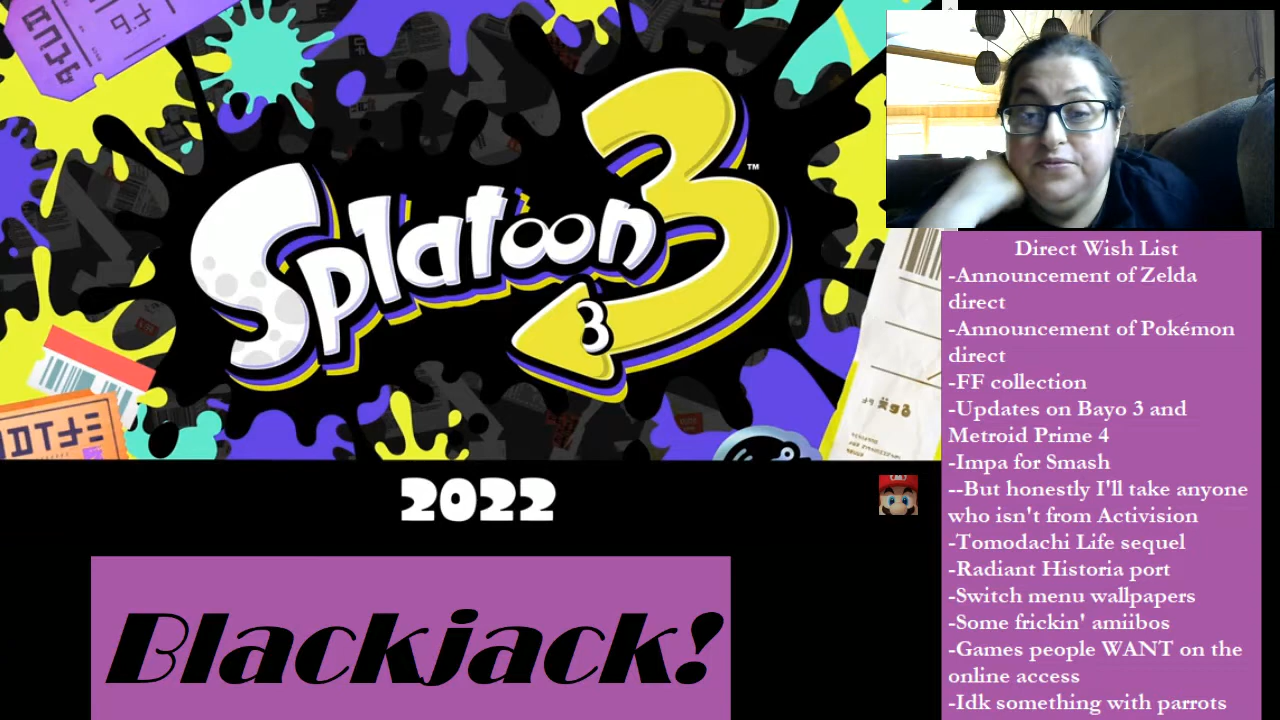 Splatoon 3
™
3
2022
Blackjack!
Direct Wish List
-Announcement of Zelda
direct
-Announcement of Pokémon
direct
-FF collection
-Updates on Bayo 3 and
Metroid Prime 4
-Impa for Smash
--But honestly I'll take anyone
who isn't from Activision
-Tomodachi Life sequel
-Radiant Historia port
-Switch menu wallpapers
-Some frickin' amiibos
-Games people WANT on the
online access
-Idk something with parrots